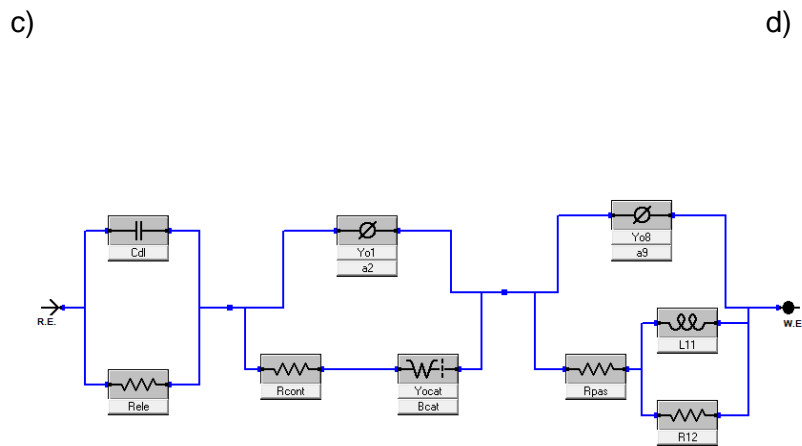 c)
d)
Cdl
Yo1
a2
Yo8
a9
R.E.
W.E
L11
Rele
Rcont
Yocat
Bcat
Rpas
R12